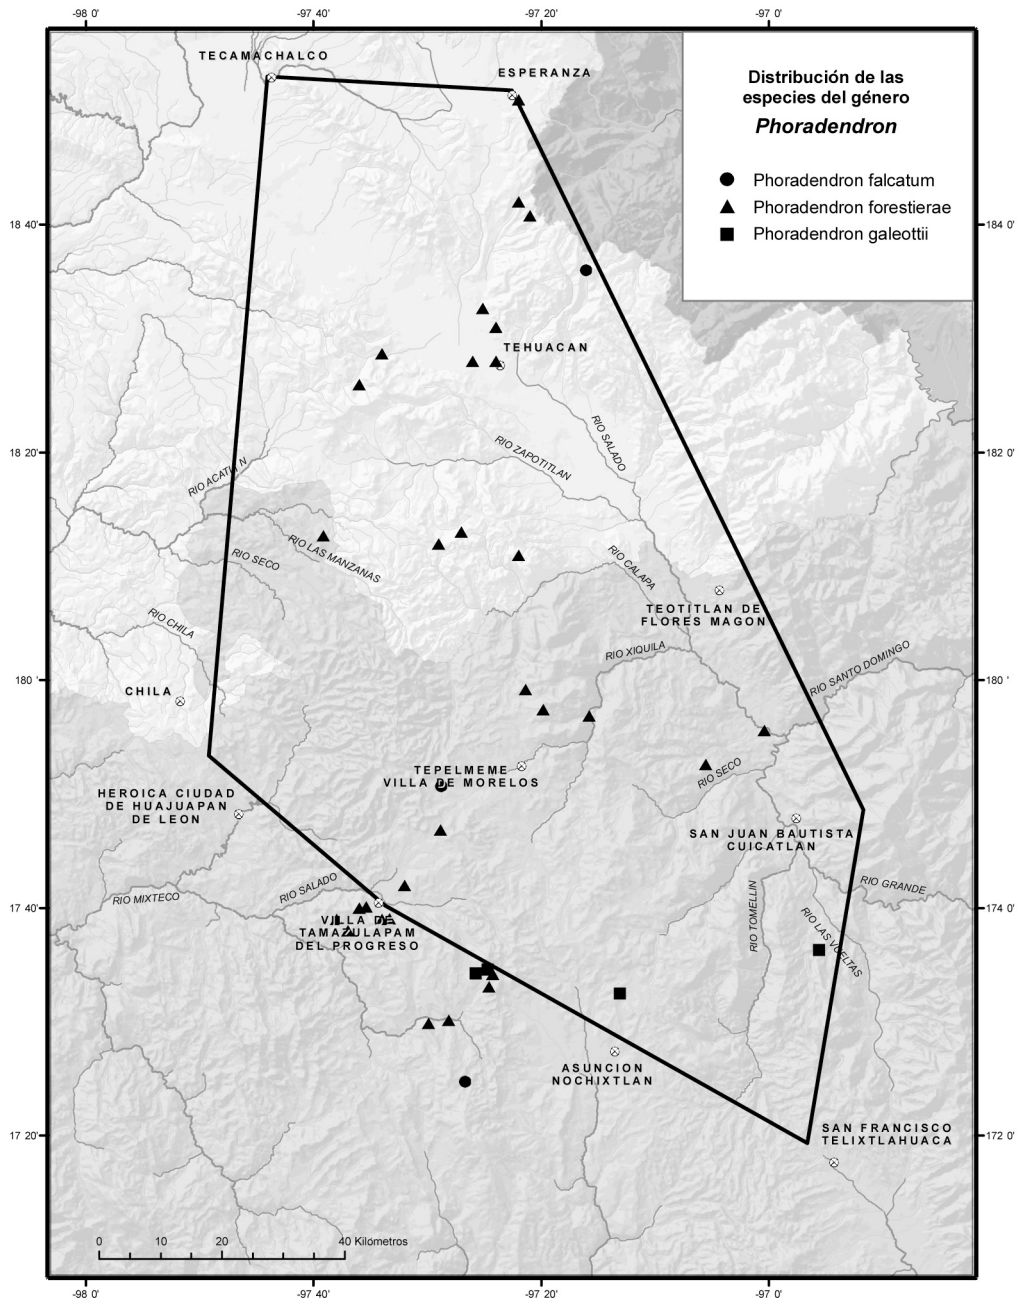 -98 0'
-97 40'
-97 20'
-97 0'
TECAMACHALCO
ESPERANZA
Distribución de las
especies del género
Phoradendron
Phoradendron falcatum
Phoradendron forestierae
Phoradendron galeottii
18 40'
184 0'
TEHUACAN
RIO SALADO
RIO ZAPOTITLAN
18 20'
182 0'
RIO ACATL N
RIO SECO
RIO LAS MANZANAS
RIO CALAPA
TEOTITLAN DE
FLORES MAGON
RIO CHILA
RIO XIQUILA
RIO SANTO DOMINGO
180 '
180 '
CHILA
TEPELMEME
VILLA DE MORELOS
RIO SECO
HEROICA CIUDAD
DE HUAJUAPAN
DE LEON
SAN JUAN BAUTISTA
CUICATLAN
RIO SALADO
RIO MIXTECO
RIO GRANDE
17 40'
174 0'
VILLA DE
TAMAZULAPAM
DEL PROGRESO
RIO TOMELLIN
RIO LAS VUELTAS
ASUNCION
NOCHIXTLAN
17 20'
172 0'
SAN FRANCISCO
TELIXTLAHUACA
0 10 20 40 Kilometros
-98 0'
-97 40'
-97 20'
-97 0'